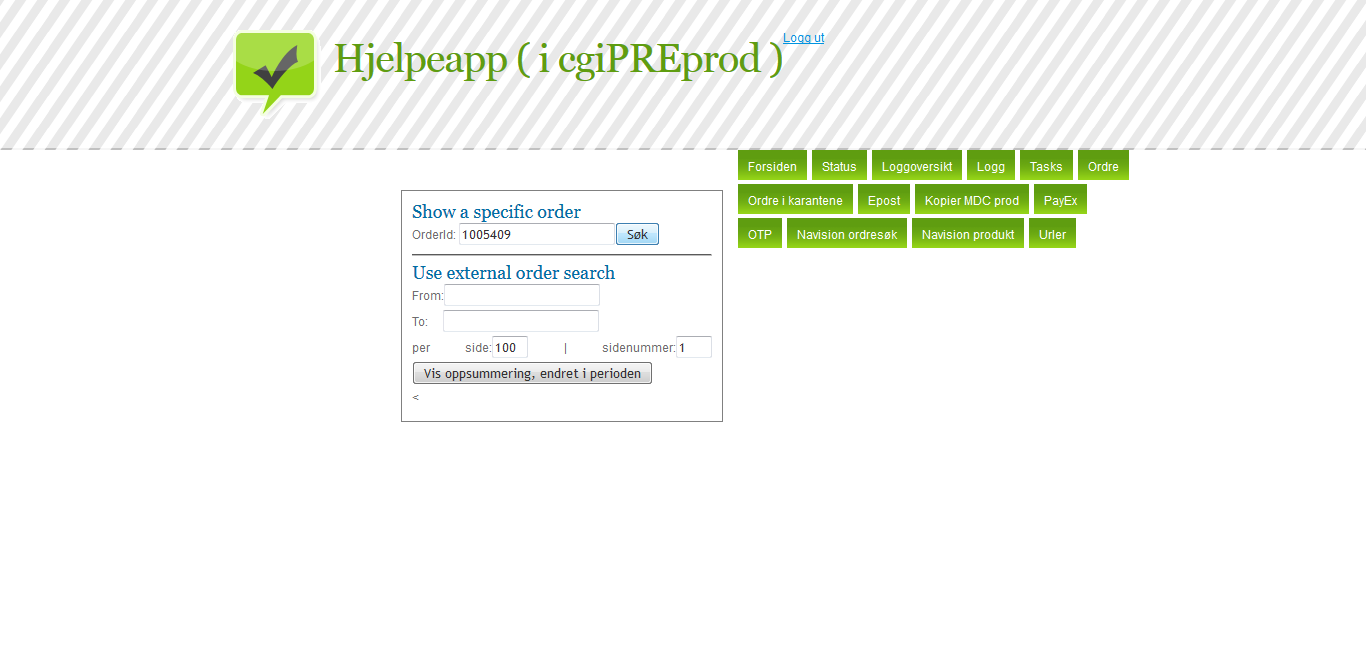 Hjelpeapp ( i cgiPREprod )
Logg ut
Forsiden Status Loggoversikt Logg Tasks Ordre
Ordre i karantene Epost Kopier MDC prod PayEx
OTP Navision ordresøk Navision produkt Urler
Show a specific order
OrderId: 1005409 Søk
Use external order search
From:
To:
per side: 100 | sidenummer: 1
Vis oppsummering, endret i perioden
<